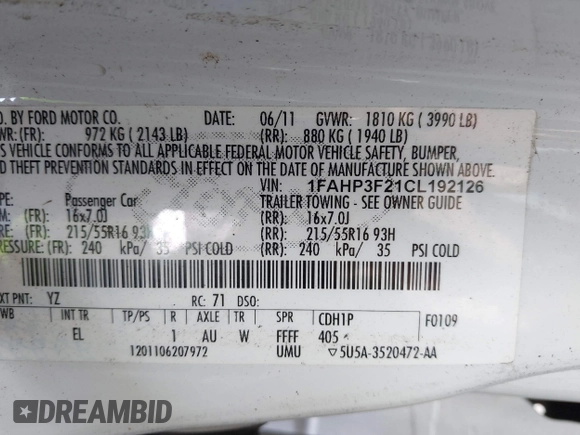 D. BY FORD MOTOR CO. DATE: 06/11 GVWR: 1810 KG ( 3990 LB)
WR: (FR) 972 KG ( 2143 LB) (RR): 880 KG ( 1940 LB)
S VEHICLE CONFORMS TO ALL APPLICABLE FEDERAL MOTOR VEHICLE SAFETY, BUMPER,
D THEFT PREVENTION STANDARDS IN EFFECT ON THE DATE OF MANUFACTURE SHOWN ABOVE.
VIN: 1FAHP3F21CL192126
PE: Passenger Car TRAILER TOWING - SEE OWNER GUIDE
M: (FR): 16x7.0J (RR): 16x7.0J
RE: (FR): 215/55R16 93H (RR): 215/55R16 93H
RESSURE: (FR): 240 kPa/ 35 PSI COLD (RR): 240 kPa/ 35 PSI COLD
XT PNT: YZ RC: 71 DSO:
WB INT TR TP/PS R AXLE TR SPR CDH1P F0109
EL 1 AU W FFFF 405
1201106207972 UMU ▽5U5A-3520472-AA
DREAMBID